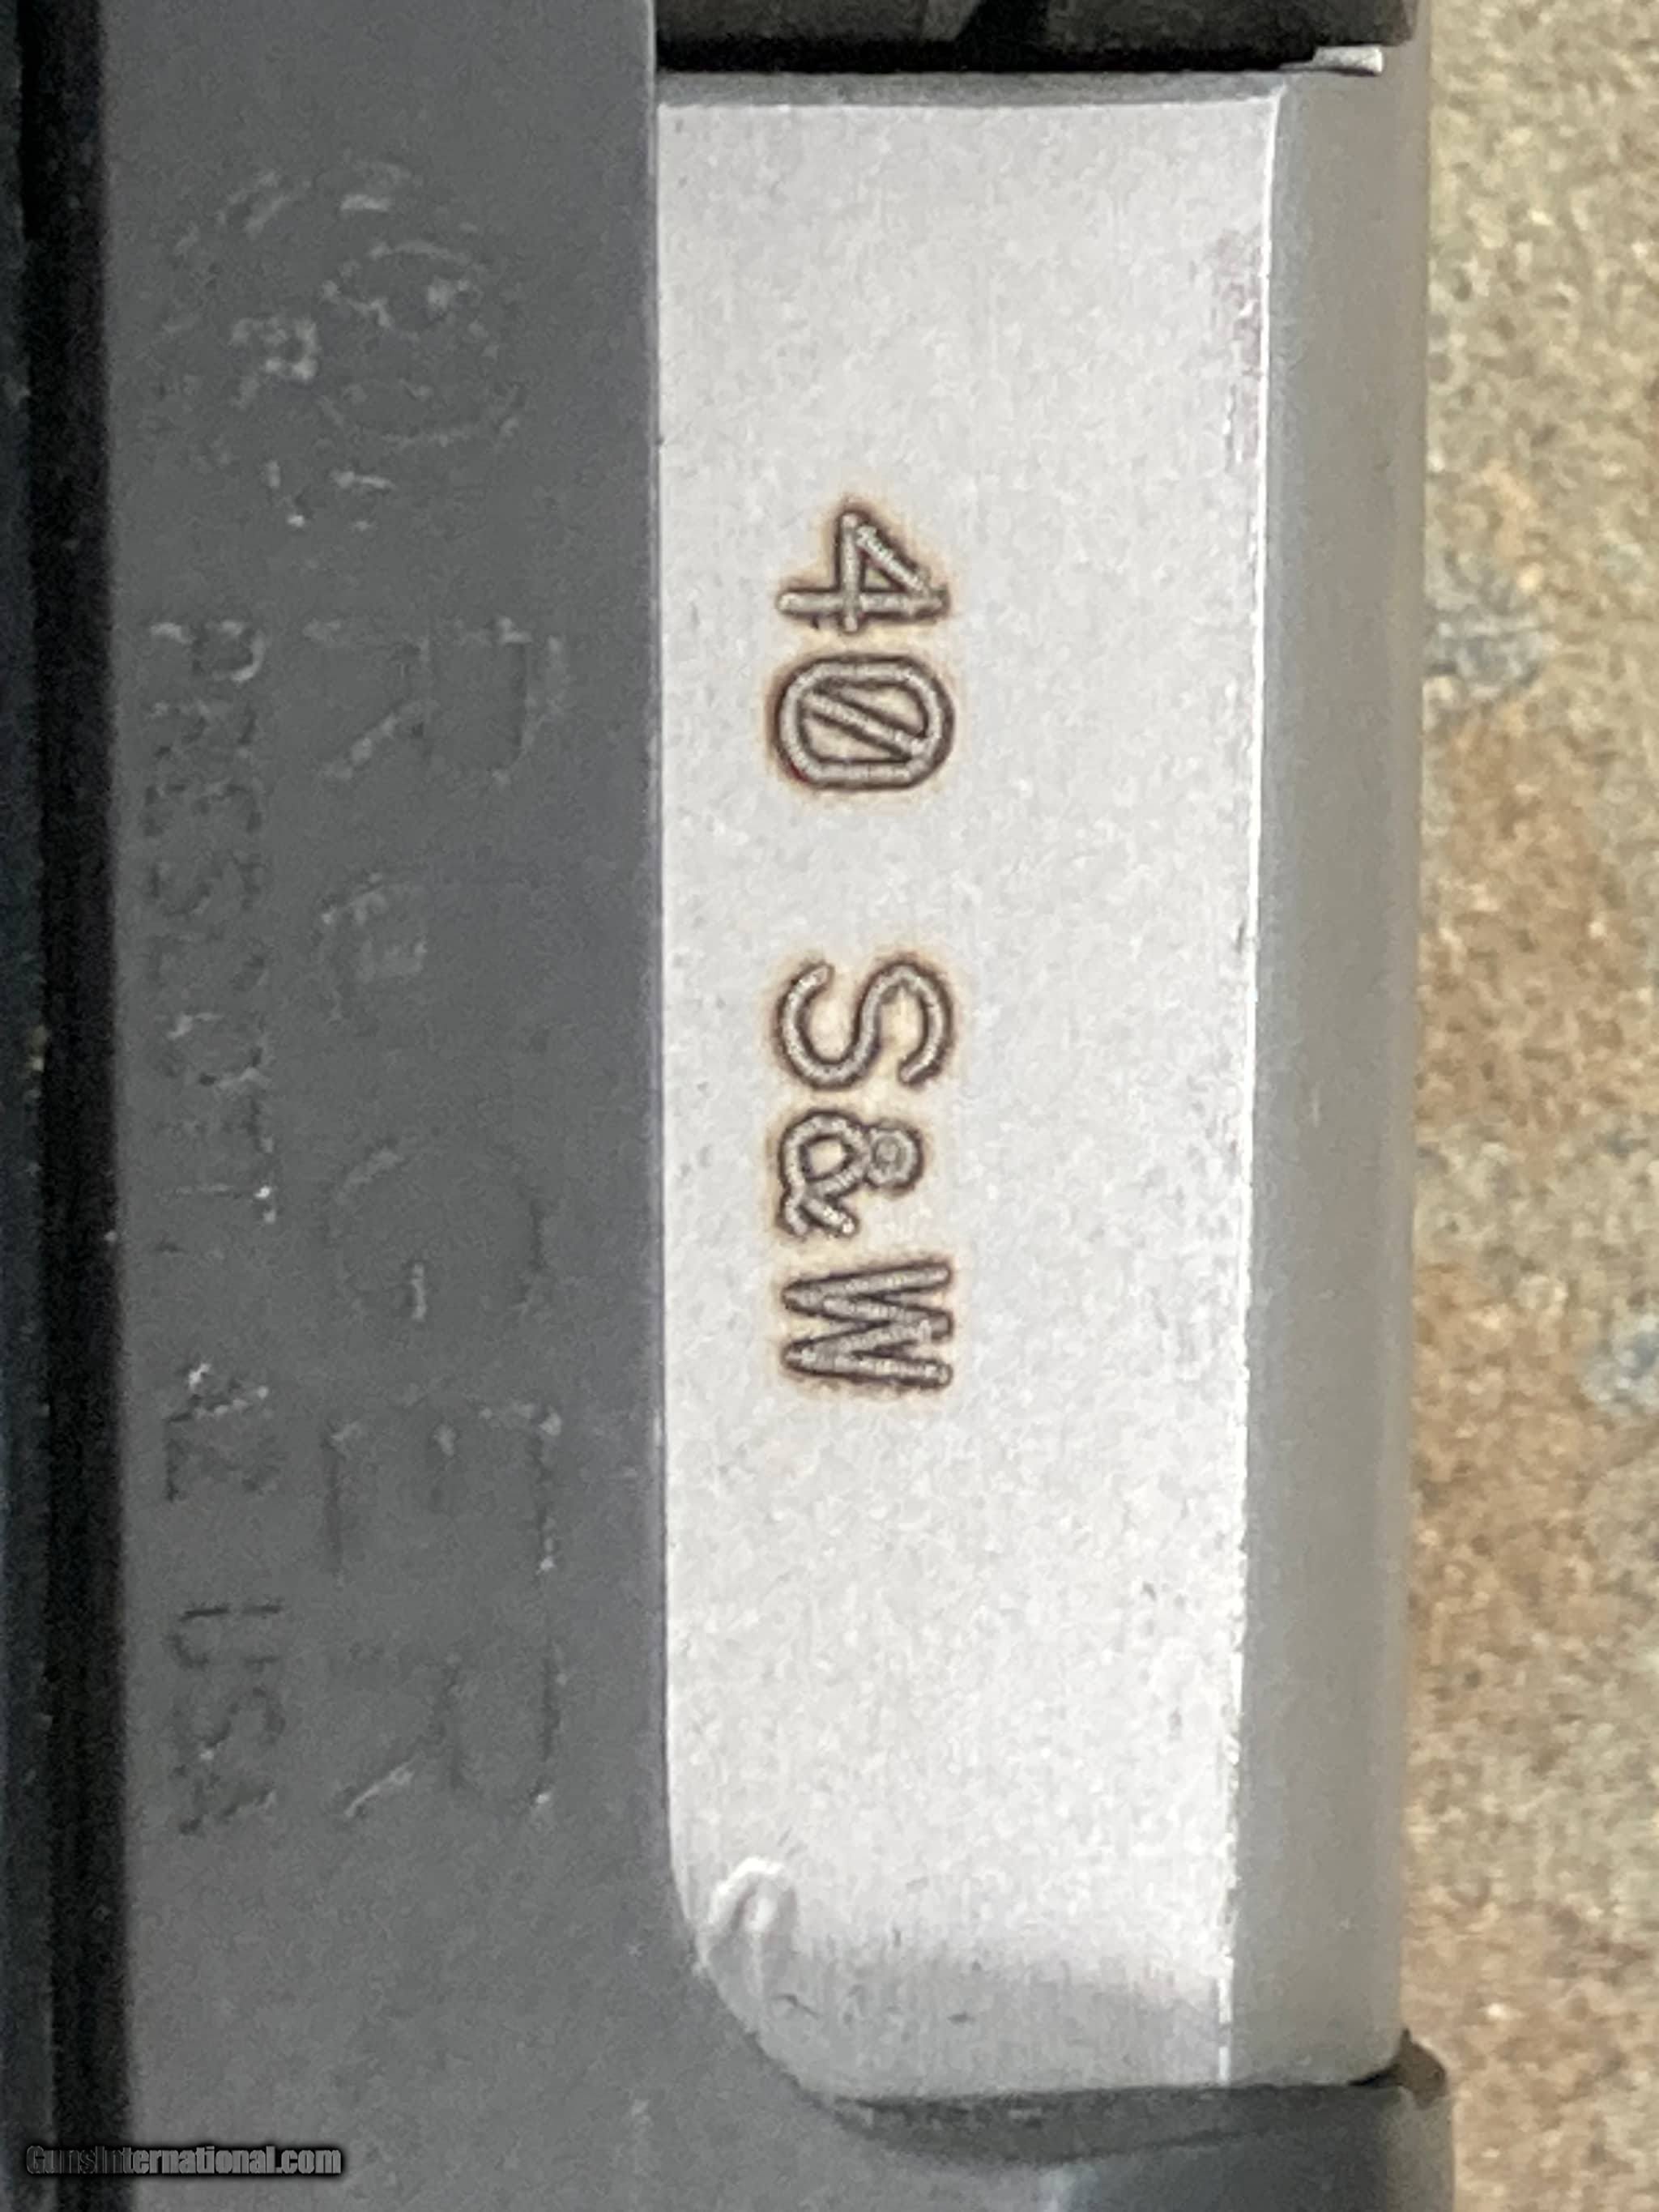 40 S&W
RUGER
PRESCOTT, AZ USA
GunsInternational.com